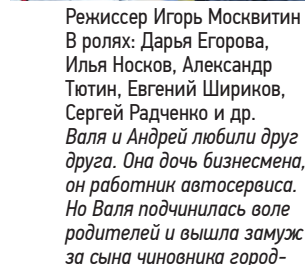 Режиссер Игорь Москвитин
В ролях: Дарья Егорова,
Илья Носков, Александр
Тютин, Евгений Шириков,
Сергей Радченко и др.
Валя и Андрей любили друг
друга. Она дочь бизнесмена,
он работник автосервиса.
Но Валя подчинилась воле
родителей и вышла замуж
за сына чиновника город-